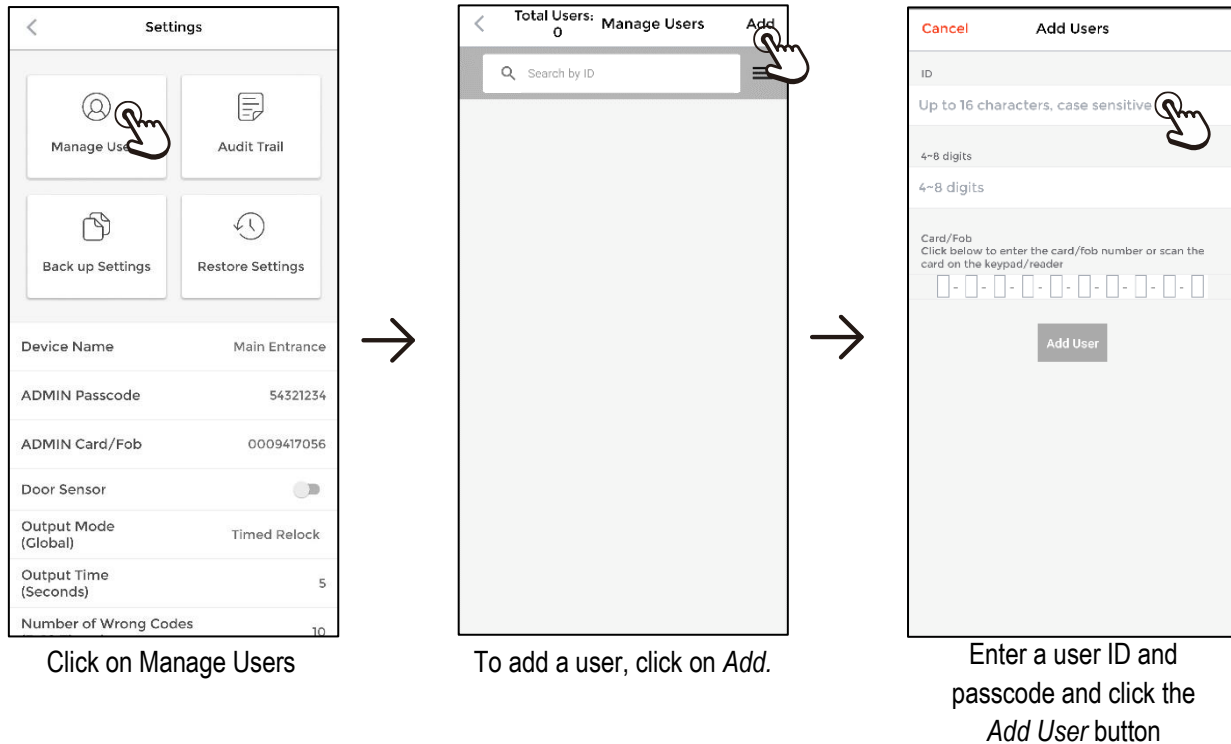 Settings
Manage Use
Audit Trail
Back up Settings
Restore Settings
Device Name
Main Entrance
ADMIN Passcode
54321234
ADMIN Card/Fob
0009417056
Door Sensor
Output Mode
(Global)
Timed Relock
Output Time
(Seconds)
5
Number of Wrong Codes
10
Click on Manage Users
Total Users:
0
Manage Users
Add
Search by ID
To add a user, click on Add.
Cancel
Add Users
ID
Up to 16 characters, case sensitive
4~8 digits
4~8 digits
Card/Fob
Click below to enter the card/fob number or scan the
card on the keypad/reader
- - - - - - - - -
Add User
Enter a user ID and
passcode and click the
Add User button